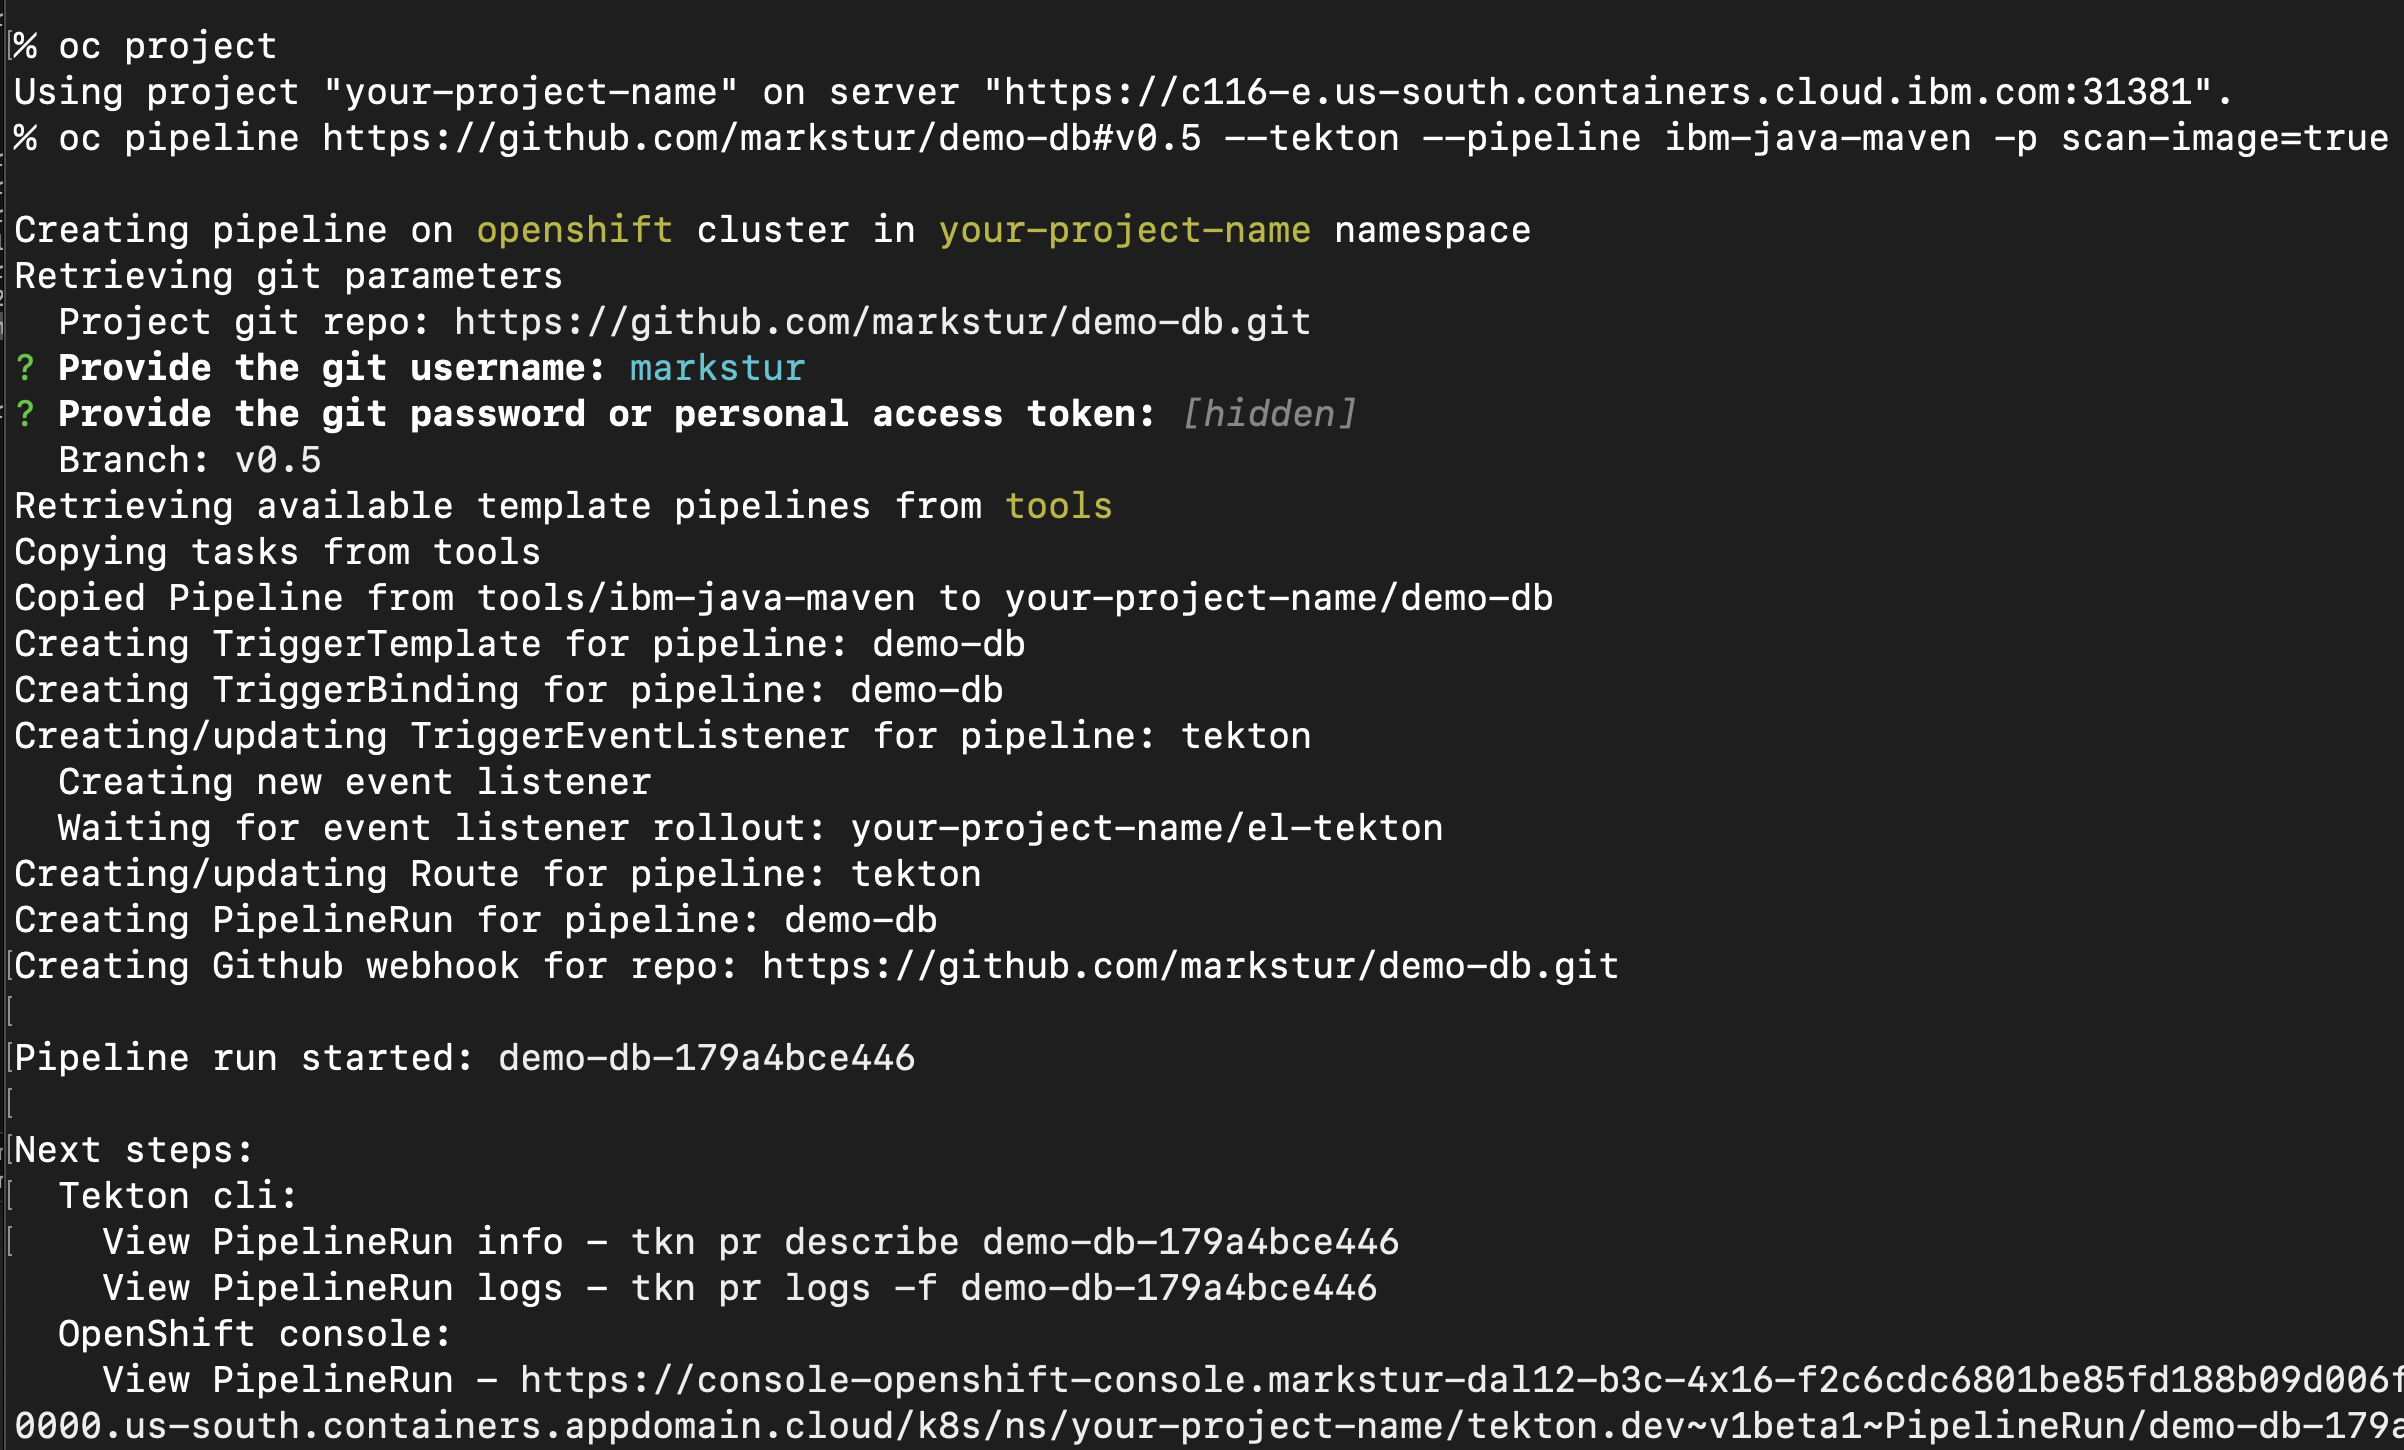 % oc project
Using project "your-project-name" on server "https://c116-e.us-south.containers.cloud.ibm.com:31381".
% oc pipeline https://github.com/markstur/demo-db#v0.5 --tekton --pipeline ibm-java-maven -p scan-image=true
Creating pipeline on openshift cluster in your-project-name namespace
Retrieving git parameters
  Project git repo: https://github.com/markstur/demo-db.git
? Provide the git username: markstur
? Provide the git password or personal access token: [hidden]
  Branch: v0.5
Retrieving available template pipelines from tools
Copying tasks from tools
Copied Pipeline from tools/ibm-java-maven to your-project-name/demo-db
Creating TriggerTemplate for pipeline: demo-db
Creating TriggerBinding for pipeline: demo-db
Creating/updating TriggerEventListener for pipeline: tekton
  Creating new event listener
  Waiting for event listener rollout: your-project-name/el-tekton
Creating/updating Route for pipeline: tekton
Creating PipelineRun for pipeline: demo-db
Creating Github webhook for repo: https://github.com/markstur/demo-db.git
Pipeline run started: demo-db-179a4bce446
Next steps:
  Tekton cli:
    View PipelineRun info - tkn pr describe demo-db-179a4bce446
    View PipelineRun logs - tkn pr logs -f demo-db-179a4bce446
  OpenShift console:
    View PipelineRun - https://console-openshift-console.markstur-dal12-b3c-4x16-f2c6cdc6801be85fd188b09d006f
0000.us-south.containers.appdomain.cloud/k8s/ns/your-project-name/tekton.dev~v1beta1~PipelineRun/demo-db-179a